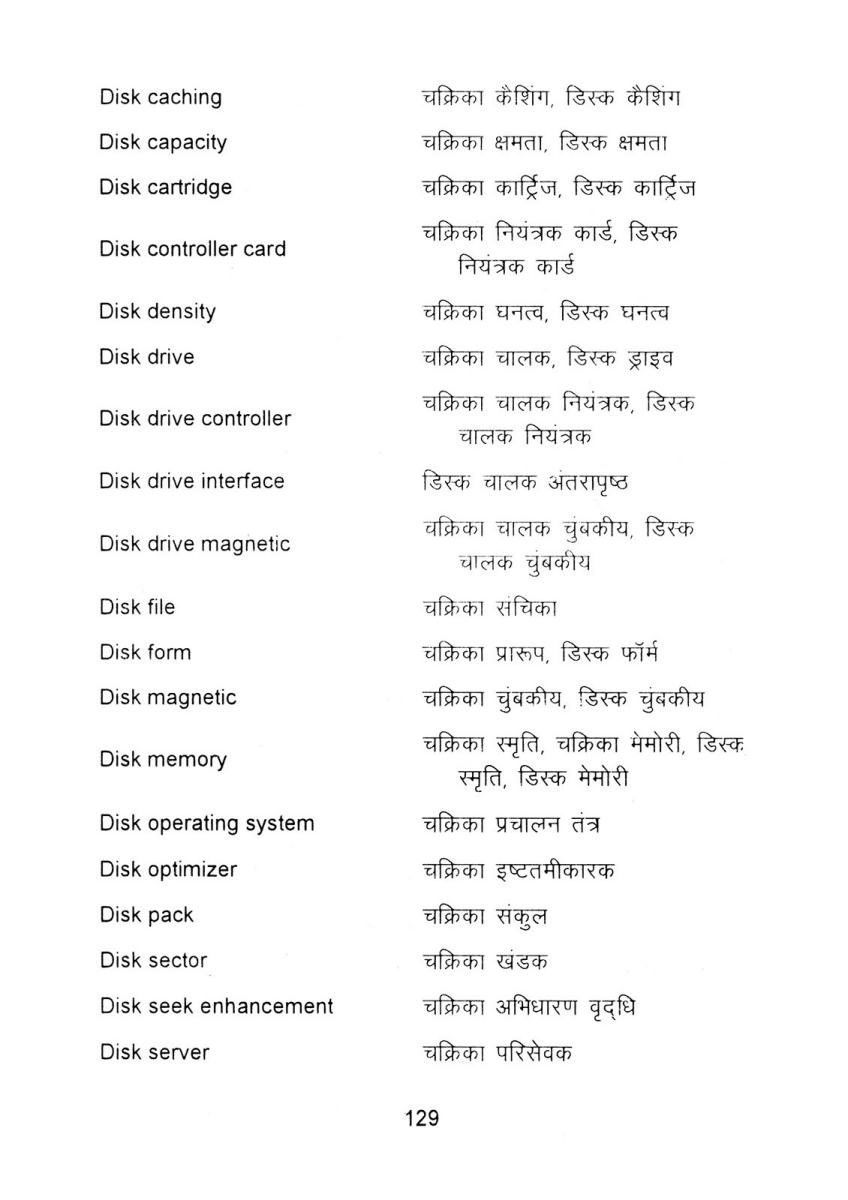 Disk caching चक्रिका कैशिंग, डिस्क कैशिंग
Disk capacity चक्रिका क्षमता, डिस्क क्षमता
Disk cartridge चक्रिका कार्ट्रिज, डिस्क कार्ट्रिज
Disk controller card चक्रिका नियंत्रक कार्ड, डिस्क
नियंत्रक कार्ड
Disk density चक्रिका घनत्व, डिस्क घनत्व
Disk drive चक्रिका चालक, डिस्क ड्राइव
Disk drive controller चक्रिका चालक नियंत्रक, डिस्क
चालक नियंत्रक
Disk drive interface डिस्क चालक अंतरापृष्ठ
Disk drive magnetic चक्रिका चालक चुंबकीय, डिस्क
चालक चुंबकीय
Disk file चक्रिका संचिका
Disk form चक्रिका प्रारूप, डिस्क फॉर्म
Disk magnetic चक्रिका चुंबकीय, डिस्क चुंबकीय
Disk memory चक्रिका स्मृति, चक्रिका मेमोरी, डिस्क
स्मृति, डिस्क मेमोरी
Disk operating system चक्रिका प्रचालन तंत्र
Disk optimizer चक्रिका इष्टतमीकारक
Disk pack चक्रिका संकुल
Disk sector चक्रिका खंडक
Disk seek enhancement चक्रिका अभिधारण वृद्‌धि
Disk server चक्रिका परिसेवक
129